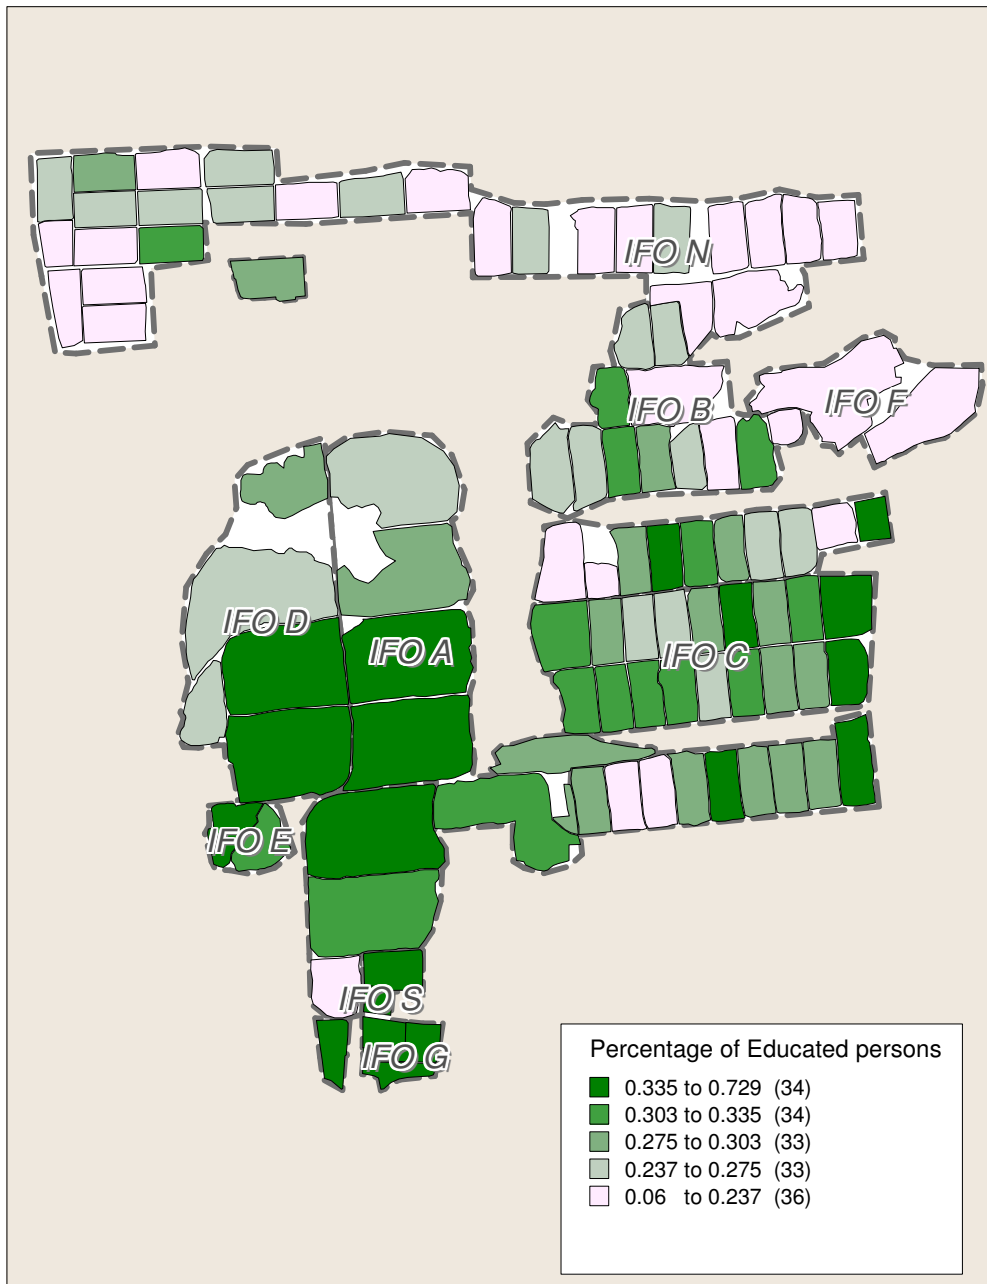 IFO N
IFO B
IFO F
IFO D
IFO A
IFO C
IFO E
IFO S
IFO G
Percentage of Educated persons
0.335 to 0.729 (34)
0.303 to 0.335 (34)
0.275 to 0.303 (33)
0.237 to 0.275 (33)
0.06 to 0.237 (36)